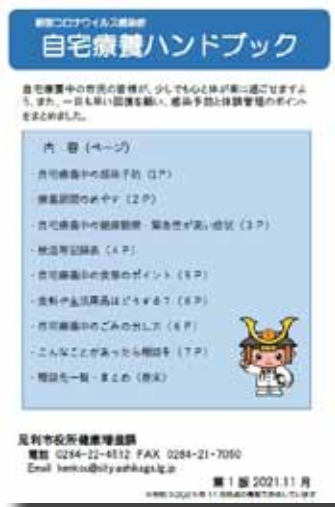 新型コロナウイルス感染症
自宅療養ハンドブック
自宅療養中の市民の皆様が、少しでも心と体が楽に過ごせますよ
う、また、一日も早い回復を願い、感染予防と体調管理のポイント
をまとめました。
内 容 (ページ)
・自宅療養中の感染予防 (1P)
・療養期間のめやす (2P)
・自宅療養中の健康観察・緊急性が高い症状 (3P)
・検温等記録表 (4P)
・自宅療養中の食事のポイント (5P)
・食料や生活用品はどうする? (6P)
・自宅療養中のごみの出し方 (6P)
・こんなことがあったら相談を (7P)
・相談先一覧・まとめ (巻末)
足利市役所健康増進課
電話 0284-22-4512 FAX 0284-21-7050
Email kenkou@city.ashikaga.lg.jp
第1版 2021.11月